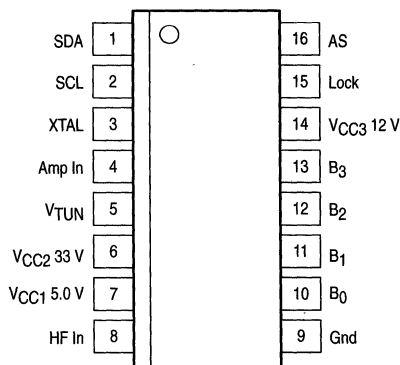 SDA 1 16 AS
SCL 2 15 Lock
XTAL 3 14 VCC3 12 V
Amp In 4 13 B3
VTUN 5 12 B2
VCC2 33 V 6 11 B1
VCC1 5.0 V 7 10 B0
HF In 8 9 Gnd